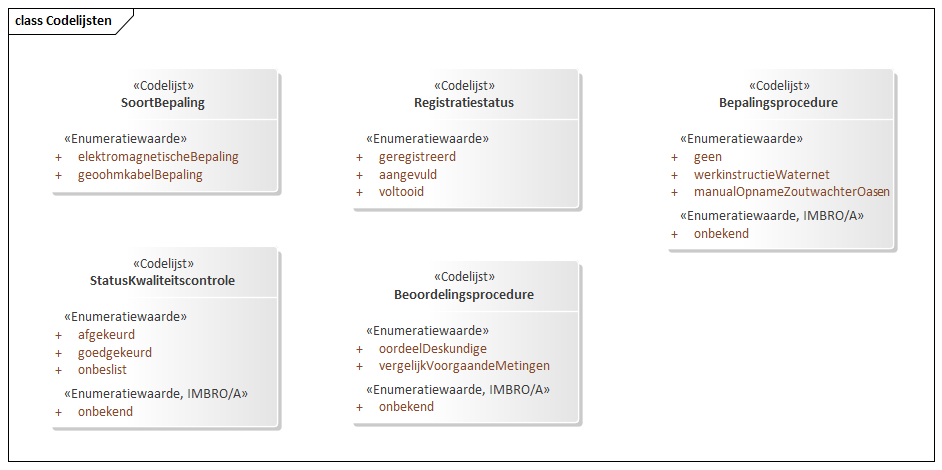 class Codelijsten
«Codelijst»
SoortBepaling
«Enumeratiewaarde»
+ elektromagnetischeBepaling
+ geoohmkabelBepaling
«Codelijst»
Registratiestatus
«Enumeratiewaarde»
+ geregistreerd
+ aangevuld
+ voltooid
«Codelijst»
Bepalingsprocedure
«Enumeratiewaarde»
+ geen
+ werkinstructieWaternet
+ manualOpnameZoutwachterOasen
«Enumeratiewaarde, IMBRO/A»
+ onbekend
«Codelijst»
StatusKwaliteitscontrole
«Enumeratiewaarde»
+ afgekeurd
+ goedgekeurd
+ onbeslist
«Enumeratiewaarde, IMBRO/A»
+ onbekend
«Codelijst»
Beoordelingsprocedure
«Enumeratiewaarde»
+ oordeelDeskundige
+ vergelijkVoorgaandeMetingen
«Enumeratiewaarde, IMBRO/A»
+ onbekend